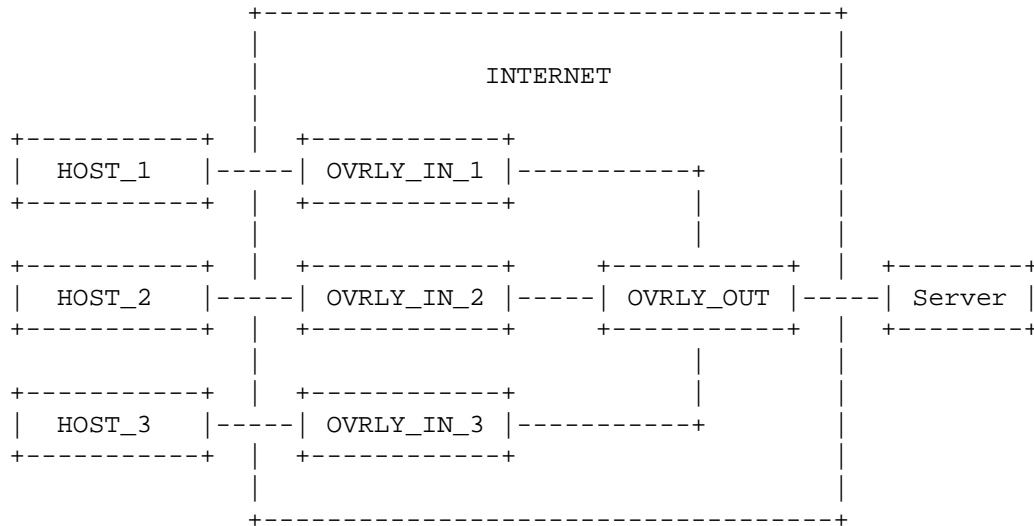 INTERNET
HOST_1 OVRLY_IN_1
HOST_2 OVRLY_IN_2 OVRLY_OUT Server
HOST_3 OVRLY_IN_3